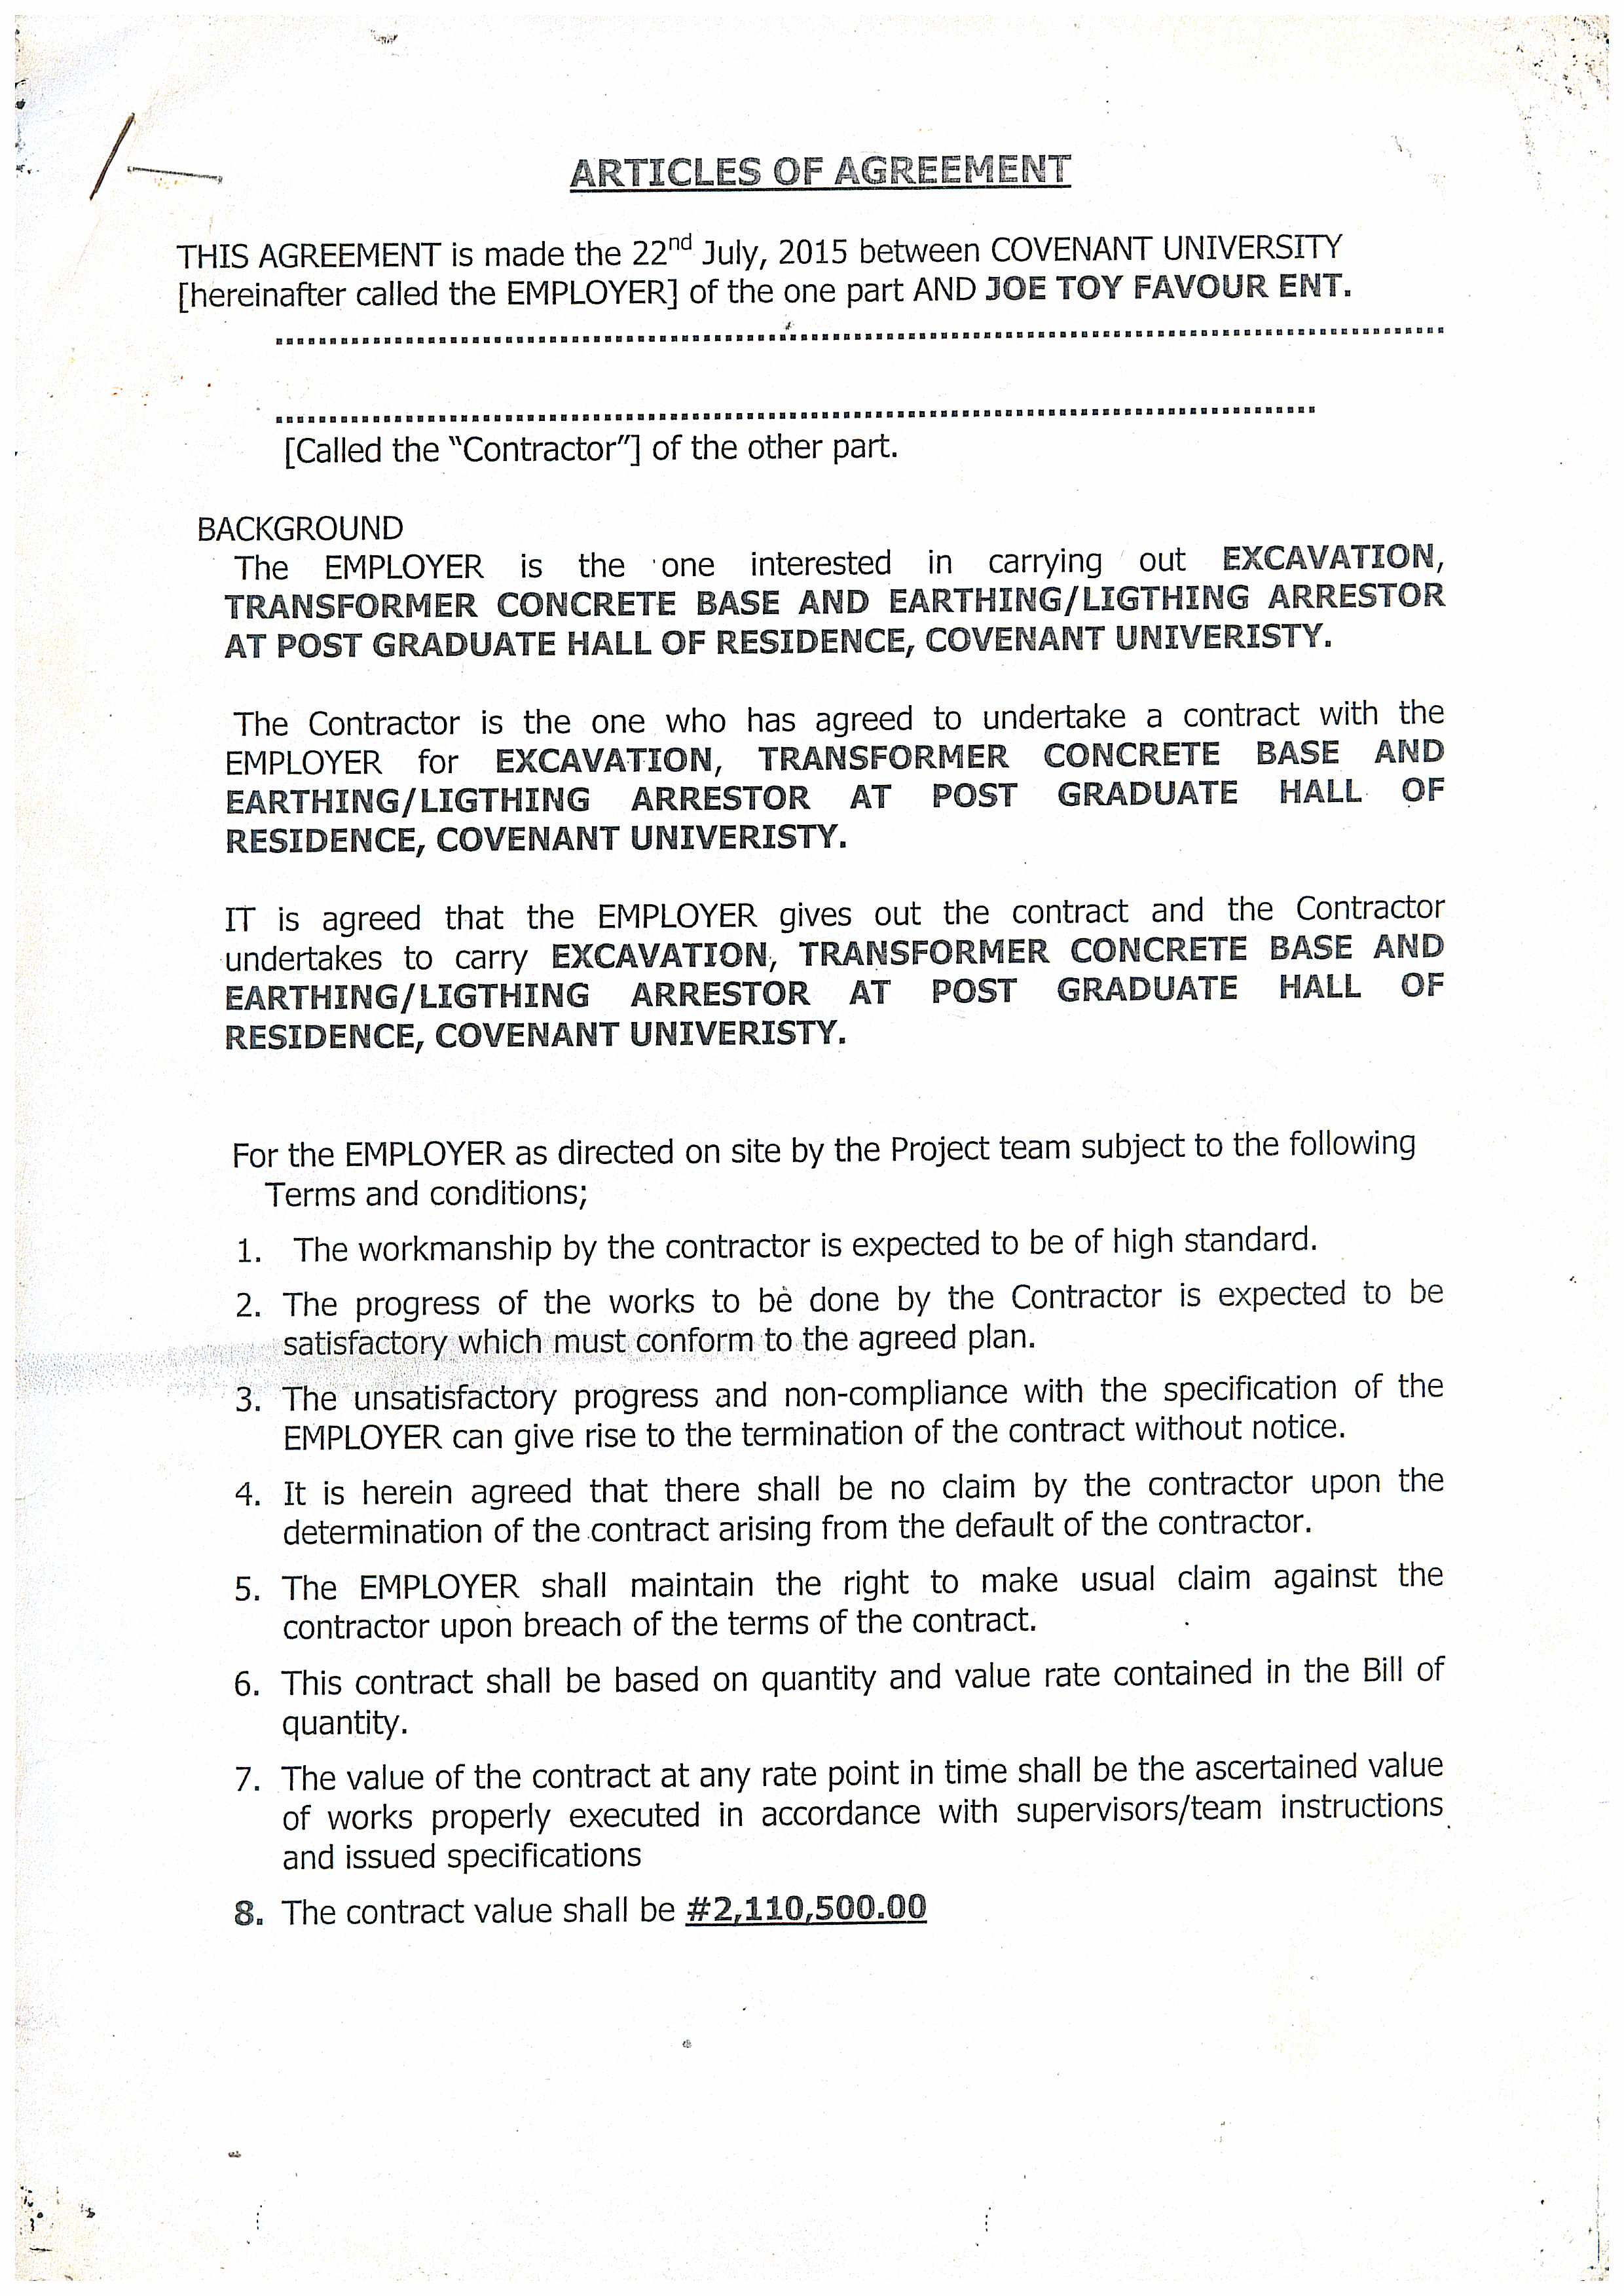 ARTICLES OF AGREEMENT
THIS AGREEMENT is made the 22nd July, 2015 between COVENANT UNIVERSITY
[hereinafter called the EMPLOYER] of the one part AND JOE TOY FAVOUR ENT.
[Called the “Contractor”] of the other part.
BACKGROUND
The EMPLOYER is the one interested in carrying out EXCAVATION,
TRANSFORMER CONCRETE BASE AND EARTHING/LIGTHING ARRESTOR
AT POST GRADUATE HALL OF RESIDENCE, COVENANT UNIVERISTY.
The Contractor is the one who has agreed to undertake a contract with the
EMPLOYER for EXCAVATION, TRANSFORMER CONCRETE BASE AND
EARTHING/LIGTHING ARRESTOR AT POST GRADUATE HALL OF
RESIDENCE, COVENANT UNIVERISTY.
IT is agreed that the EMPLOYER gives out the contract and the Contractor
undertakes to carry EXCAVATION, TRANSFORMER CONCRETE BASE AND
EARTHING/LIGTHING ARRESTOR AT POST GRADUATE HALL OF
RESIDENCE, COVENANT UNIVERISTY.
For the EMPLOYER as directed on site by the Project team subject to the following
Terms and conditions;
1. The workmanship by the contractor is expected to be of high standard.
2. The progress of the works to be done by the Contractor is expected to be
satisfactory which must conform to the agreed plan.
3. The unsatisfactory progress and non-compliance with the specification of the
EMPLOYER can give rise to the termination of the contract without notice.
4. It is herein agreed that there shall be no claim by the contractor upon the
determination of the contract arising from the default of the contractor.
5. The EMPLOYER shall maintain the right to make usual claim against the
contractor upon breach of the terms of the contract.
6. This contract shall be based on quantity and value rate contained in the Bill of
quantity.
7. The value of the contract at any rate point in time shall be the ascertained value
of works properly executed in accordance with supervisors/team instructions
and issued specifications
8. The contract value shall be #2,110,500.00